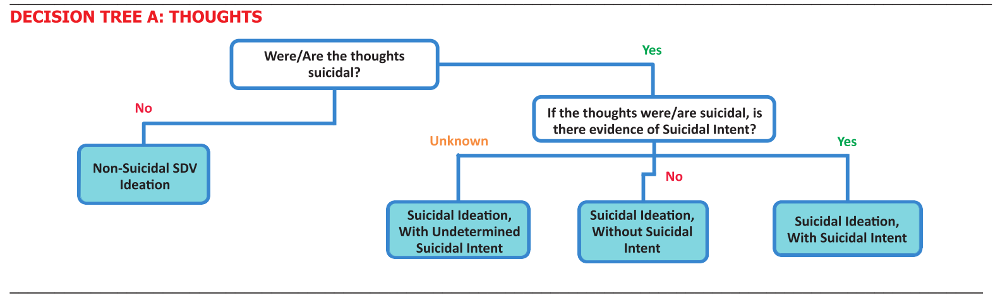 DECISION TREE A: THOUGHTS
Were/Are the thoughts
suicidal?
Yes
No
If the thoughts were/are suicidal, is
there evidence of Suicidal Intent?
Unknown
Yes
No
Non-Suicidal SDV
Ideation
Suicidal Ideation,
With Undetermined
Suicidal Intent
Suicidal Ideation,
Without Suicidal
Intent
Suicidal Ideation,
With Suicidal Intent